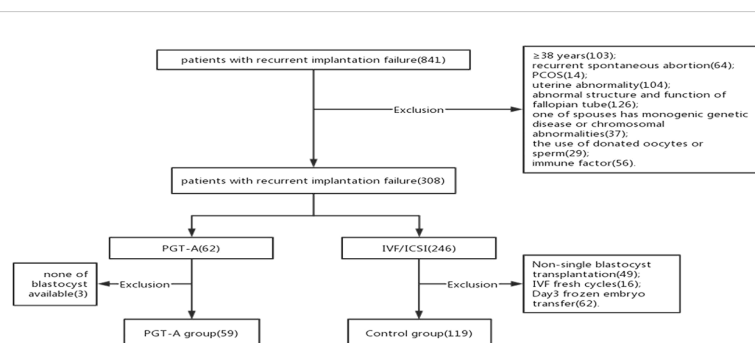 patients with recurrent implantation failure(841)
≥38 years(103);
recurrent spontaneous abortion(64);
PCOS(14);
uterine abnormality(104);
abnormal structure and function of
fallopian tube(126);
one of spouses has monogenic genetic
disease or chromosomal
abnormalities(37);
the use of donated oocytes or
sperm(29);
immune factor(56).
Exclusion
patients with recurrent implantation failure(308)
PGT-A(62)
IVF/ICSI(246)
none of
blastocyst
available(3)
Exclusion
Exclusion
Non-single blastocyst
transplantation(49);
IVF fresh cycles(16);
Day3 frozen embryo
transfer(62).
PGT-A group(59)
Control group(119)